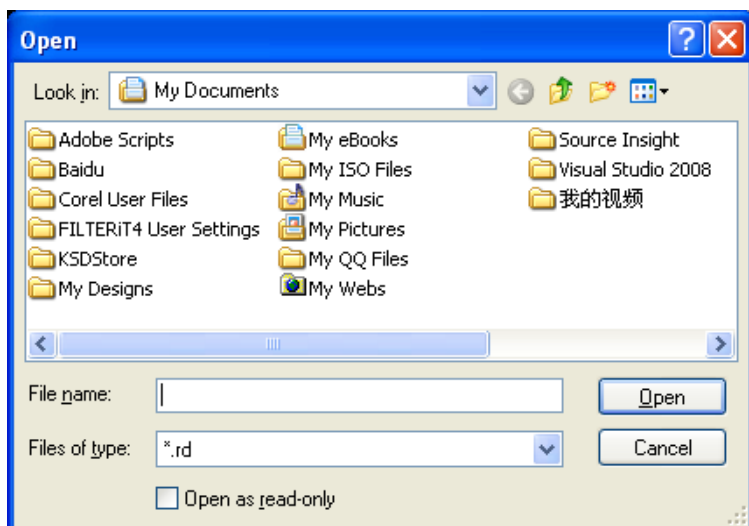 Open
Look in: My Documents
Adobe Scripts
Baidu
Corel User Files
FILTERiT4 User Settings
KSDStore
My Designs
My eBooks
My ISO Files
My Music
My Pictures
My QQ Files
My Webs
Source Insight
Visual Studio 2008
我的视频
File name:
Open
Files of type: *.rd
Cancel
Open as read-only